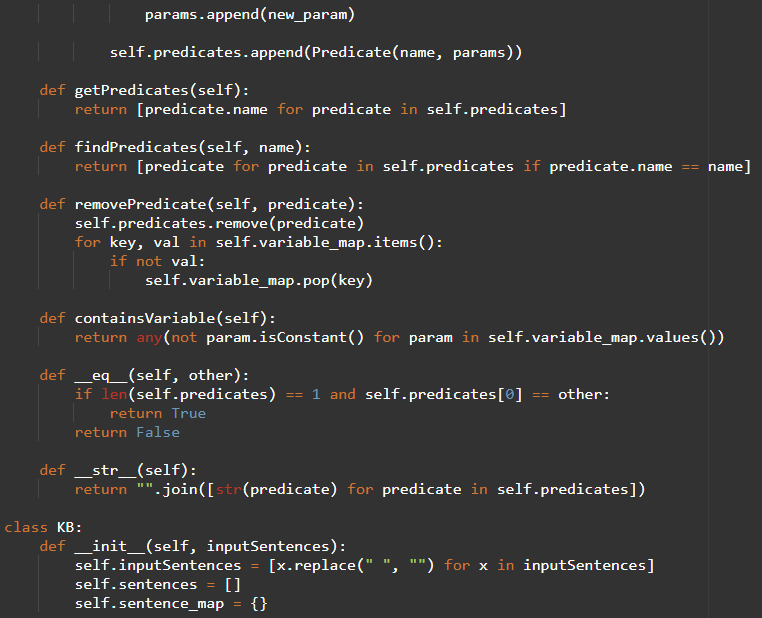 params.append(new_param)
self.predicates.append(Predicate(name, params))
def getPredicates(self):
return [predicate.name for predicate in self.predicates]
def findPredicates(self, name):
return [predicate for predicate in self.predicates if predicate.name == name]
def removePredicate(self, predicate):
self.predicates.remove(predicate)
for key, val in self.variable_map.items():
if not val:
self.variable_map.pop(key)
def containsVariable(self):
return any(not param.isConstant() for param in self.variable_map.values())
def __eq__(self, other):
if len(self.predicates) == 1 and self.predicates[0] == other:
return True
return False
def __str__(self):
return "".join([str(predicate) for predicate in self.predicates])
class KB:
def __init__(self, inputSentences):
self.inputSentences = [x.replace(" ", "") for x in inputSentences]
self.sentences = []
self.sentence_map = {}